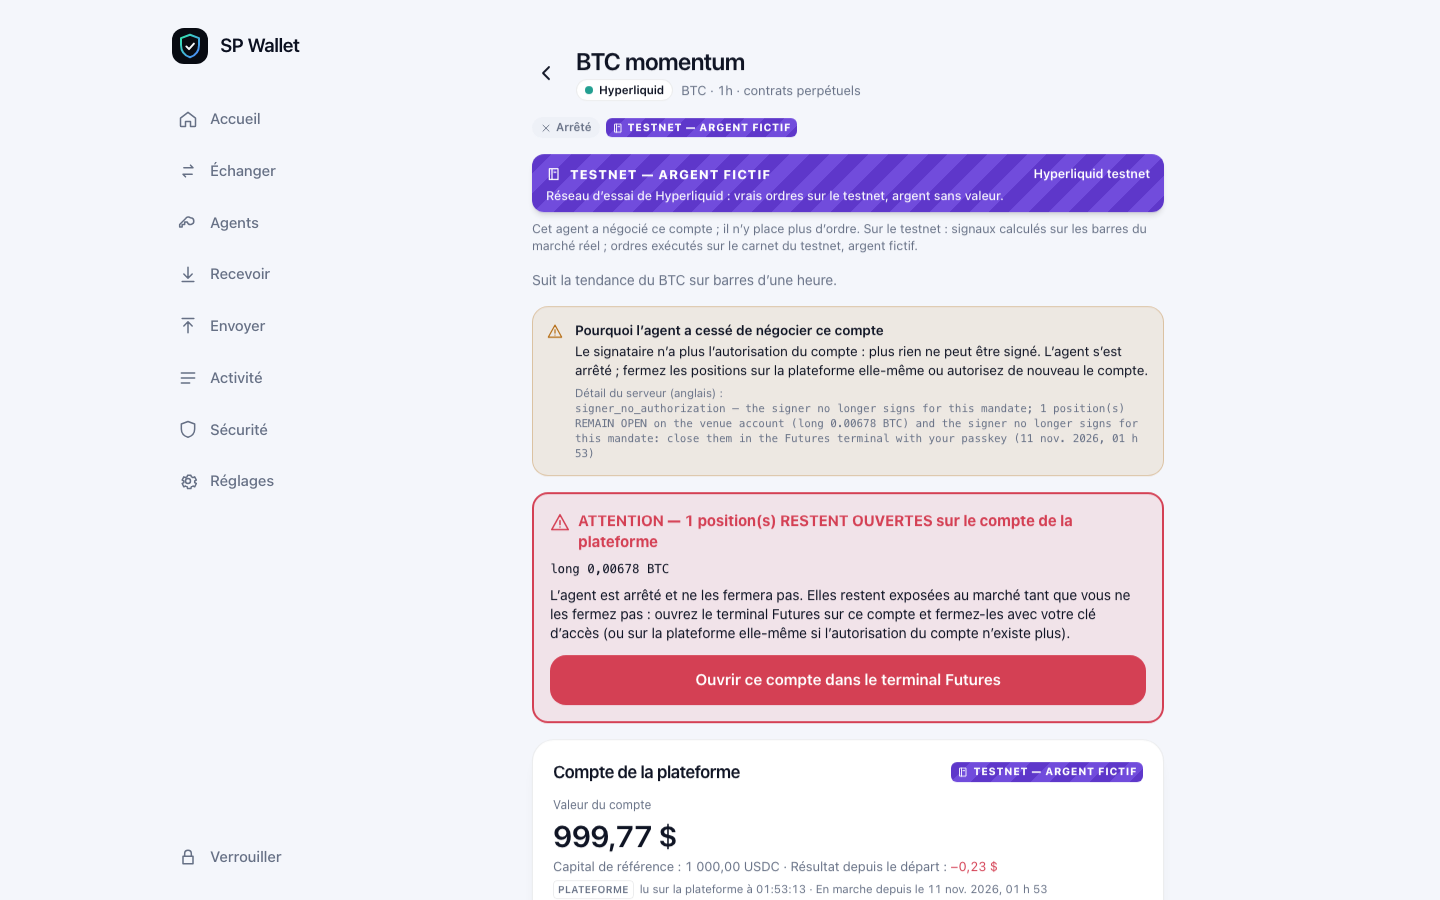 SP Wallet
Accueil
Échanger
Agents
Recevoir
Envoyer
Activité
Sécurité
Réglages
Verrouiller
BTC momentum
Hyperliquid BTC · 1h · contrats perpétuels
Arrêté TESTNET — ARGENT FICTIF
TESTNET — ARGENT FICTIF Hyperliquid testnet
Réseau d’essai de Hyperliquid : vrais ordres sur le testnet, argent sans valeur.
Cet agent a négocié ce compte ; il n’y place plus d’ordre. Sur le testnet : signaux calculés sur les barres du
marché réel ; ordres exécutés sur le carnet du testnet, argent fictif.
Suit la tendance du BTC sur barres d’une heure.
Pourquoi l’agent a cessé de négocier ce compte
Le signataire n’a plus l’autorisation du compte : plus rien ne peut être signé. L’agent s’est
arrêté ; fermez les positions sur la plateforme elle-même ou autorisez de nouveau le compte.
Détail du serveur (anglais) :
signer_no_authorization — the signer no longer signs for this mandate; 1 position(s)
REMAIN OPEN on the venue account (long 0.00678 BTC) and the signer no longer signs for
this mandate: close them in the Futures terminal with your passkey (11 nov. 2026, 01 h
53)
ATTENTION — 1 position(s) RESTENT OUVERTES sur le compte de la
plateforme
long 0,00678 BTC
L’agent est arrêté et ne les fermera pas. Elles restent exposées au marché tant que vous ne
les fermez pas : ouvrez le terminal Futures sur ce compte et fermez-les avec votre clé
d’accès (ou sur la plateforme elle-même si l’autorisation du compte n’existe plus).
Ouvrir ce compte dans le terminal Futures
Compte de la plateforme TESTNET — ARGENT FICTIF
Valeur du compte
999,77 $
Capital de référence : 1 000,00 USDC · Résultat depuis le départ : −0,23 $
PLATEFORME lu sur la plateforme à 01:53:13 · En marche depuis le 11 nov. 2026, 01 h 53